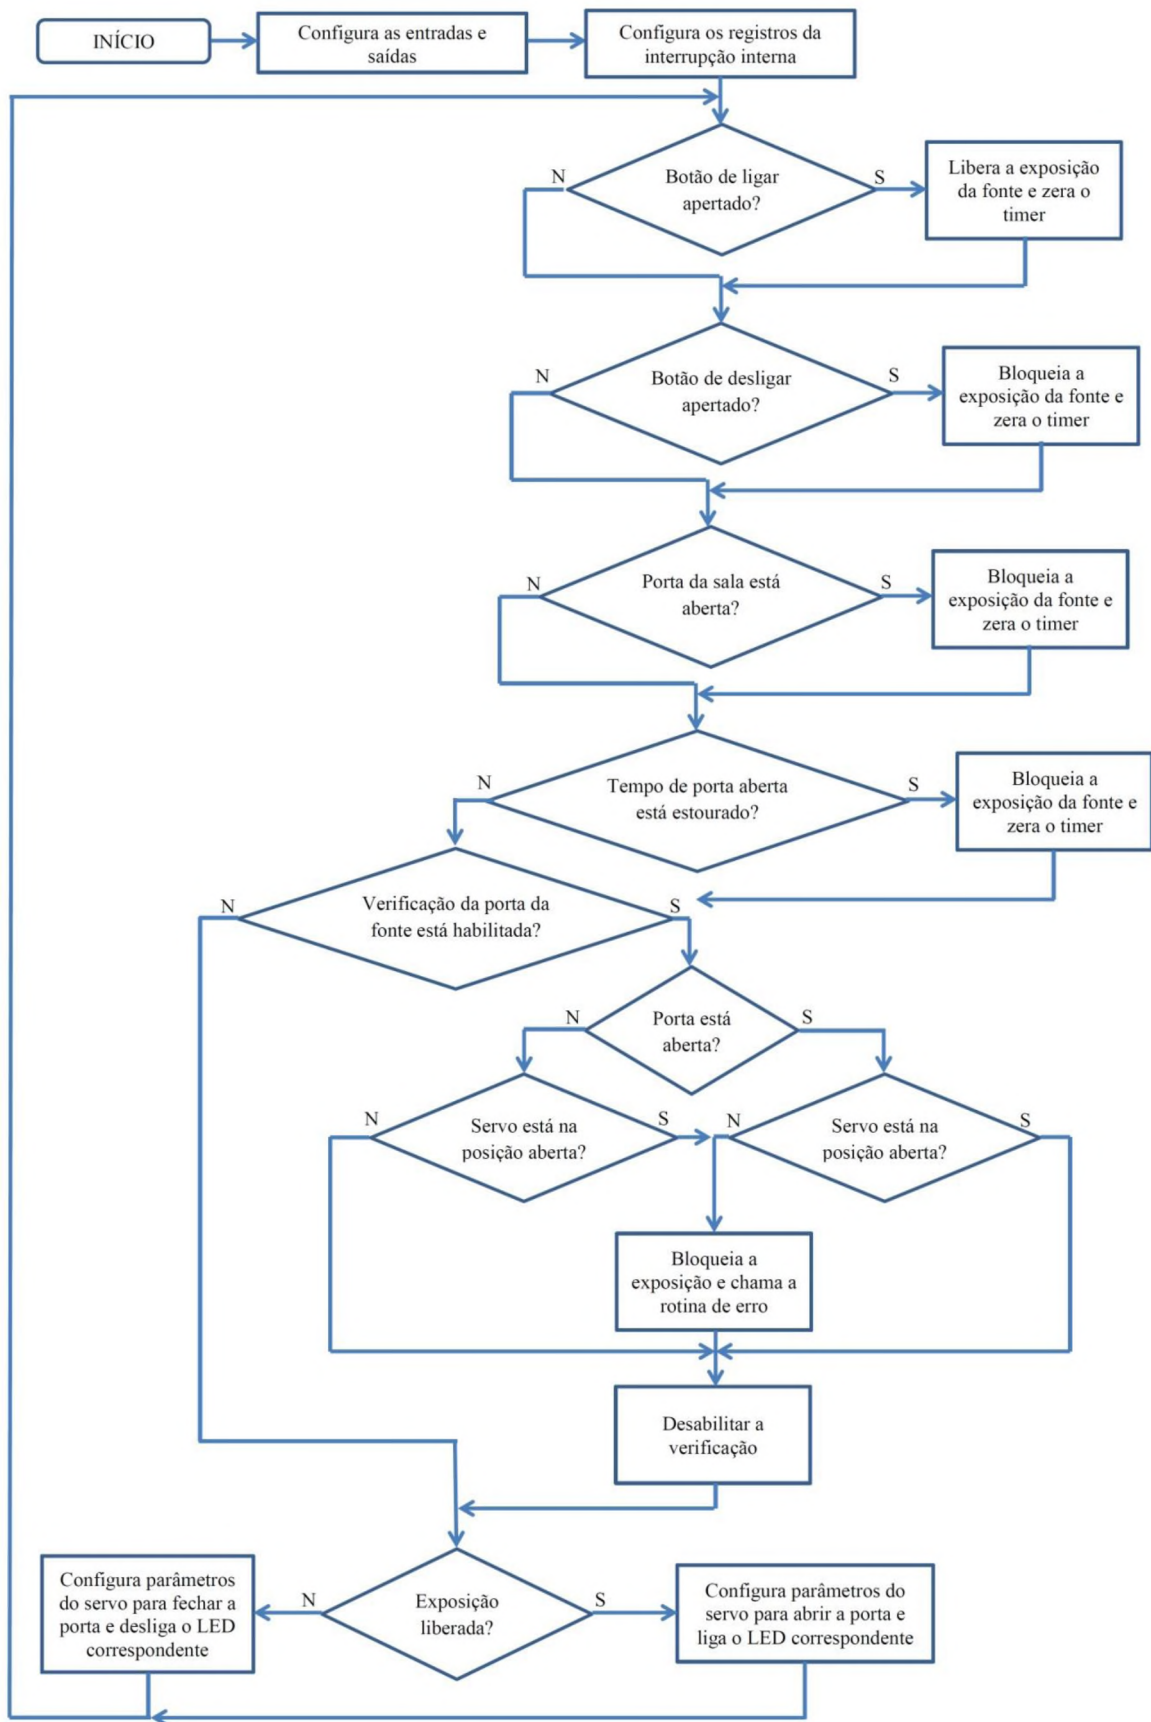 INÍCIO
Configura as entradas e
saídas
Configura os registros da
interrupção interna
N
Botão de ligar
apertado?
S
Libera a exposição
da fonte e zera o
timer
N
Botão de desligar
apertado?
S
Bloqueia a
exposição da fonte e
zera o timer
N
Porta da sala está
aberta?
S
Bloqueia a
exposição da fonte e
zera o timer
N
Tempo de porta aberta
está estourado?
S
Bloqueia a
exposição da fonte e
zera o timer
N
Verificação da porta da
fonte está habilitada?
S
N
Porta está
aberta?
S
N
Servo está na
posição aberta?
S
N
Servo está na
posição aberta?
S
Bloqueia a
exposição e chama a
rotina de erro
Desabilitar a
verificação
Configura parâmetros
do servo para fechar a
porta e desliga o LED
correspondente
N
Exposição
liberada?
S
Configura parâmetros do
servo para abrir a porta e
liga o LED correspondente